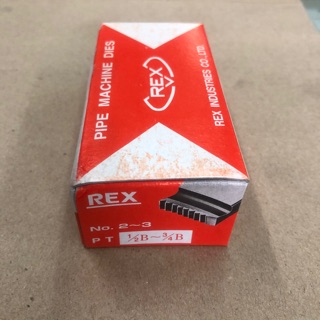 PIPE MACHINE DIES
REX
REX INDUSTRIES CO., LTD.
REX
No. 2~3
PT 1/2B~3/4B